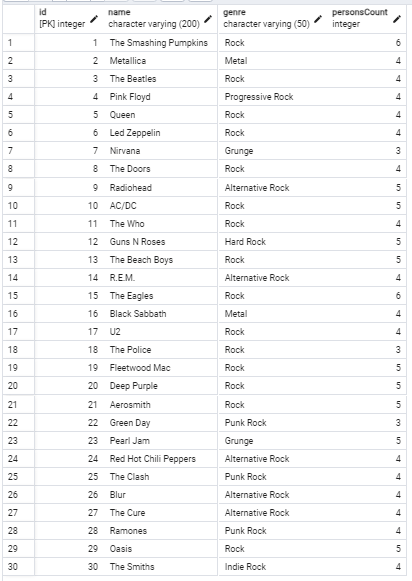 id name genre personsCount
[PK] integer character varying (200) character varying (50) integer
1 1 The Smashing Pumpkins Rock 6
2 2 Metallica Metal 4
3 3 The Beatles Rock 4
4 4 Pink Floyd Progressive Rock 4
5 5 Queen Rock 4
6 6 Led Zeppelin Rock 4
7 7 Nirvana Grunge 3
8 8 The Doors Rock 4
9 9 Radiohead Alternative Rock 5
10 10 AC/DC Rock 5
11 11 The Who Rock 4
12 12 Guns N Roses Hard Rock 5
13 13 The Beach Boys Rock 5
14 14 R.E.M. Alternative Rock 4
15 15 The Eagles Rock 6
16 16 Black Sabbath Metal 4
17 17 U2 Rock 4
18 18 The Police Rock 3
19 19 Fleetwood Mac Rock 5
20 20 Deep Purple Rock 5
21 21 Aerosmith Rock 5
22 22 Green Day Punk Rock 3
23 23 Pearl Jam Grunge 5
24 24 Red Hot Chili Peppers Alternative Rock 4
25 25 The Clash Punk Rock 4
26 26 Blur Alternative Rock 4
27 27 The Cure Alternative Rock 4
28 28 Ramones Punk Rock 4
29 29 Oasis Rock 5
30 30 The Smiths Indie Rock 4